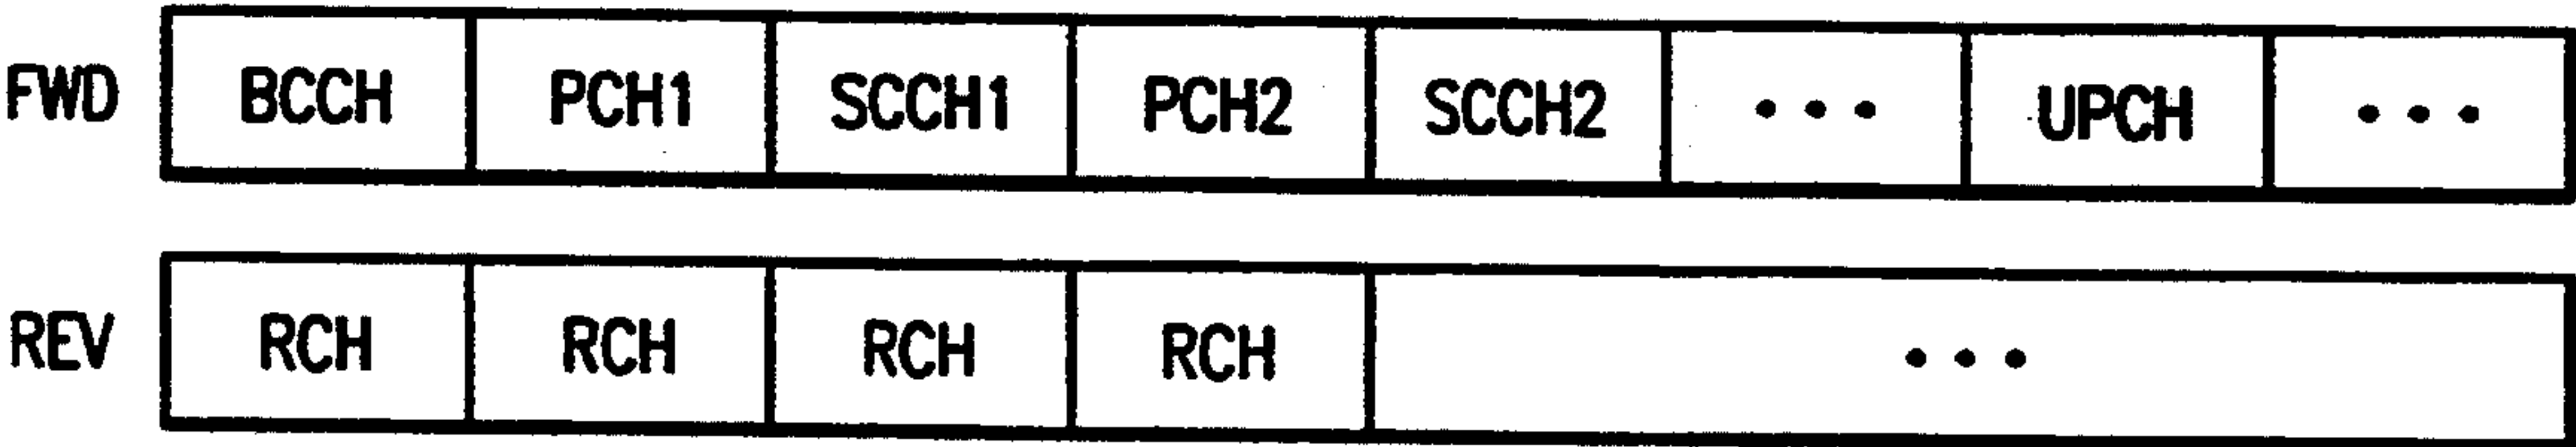 FWD BCCH PCH1 SCCH1 PCH2 SCCH2 • • • UPCH • • •
REV RCH RCH RCH RCH • • •